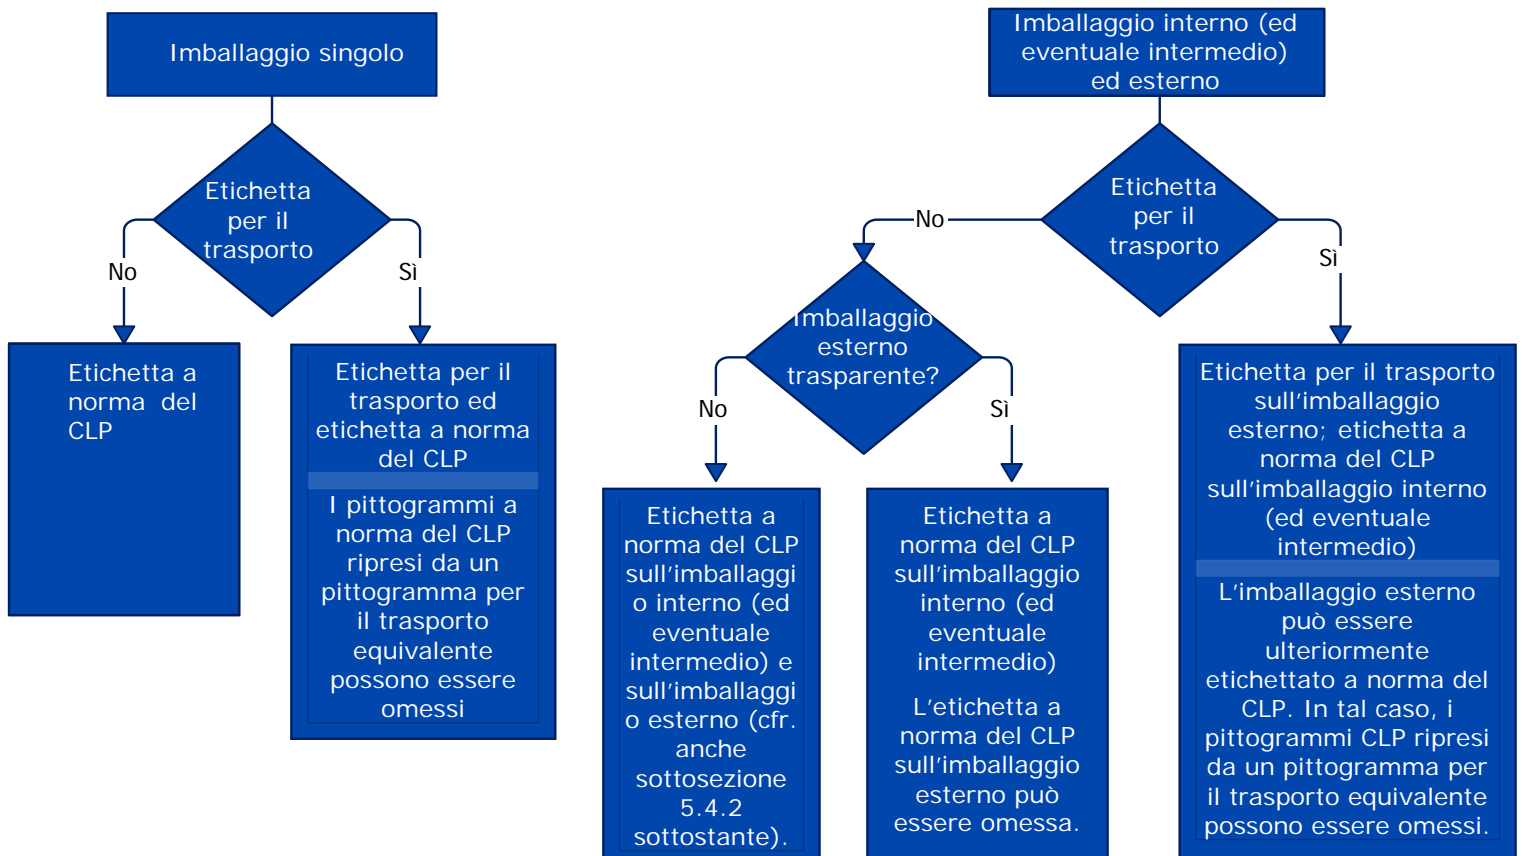 Imballaggio singolo
Etichetta
per il
trasporto
No
Sì
Etichetta a
norma del
CLP
Etichetta per il
trasporto ed
etichetta a norma
del CLP
I pittogrammi a
norma del CLP
ripresi da un
pittogramma per
il trasporto
equivalente
possono essere
omessi
Imballaggio interno (ed
eventuale intermedio)
ed esterno
Etichetta
per il
trasporto
No
Sì
Imballaggio
esterno
trasparente?
No
Sì
Etichetta a
norma del CLP
sull'imballaggi
o interno (ed
eventuale
intermedio) e
sull'imballaggi
o esterno (cfr.
anche
sottosezione
5.4.2
sottostante).
Etichetta a
norma del CLP
sull'imballaggio
interno (ed
eventuale
intermedio)
L'etichetta a
norma del CLP
sull'imballaggio
esterno può
essere omessa.
Etichetta per il trasporto
sull'imballaggio
esterno; etichetta a
norma del CLP
sull'imballaggio interno
(ed eventuale
intermedio)
L'imballaggio esterno
può essere
ulteriormente
etichettato a norma del
CLP. In tal caso, i
pittogrammi CLP ripresi
da un pittogramma per
il trasporto equivalente
possono essere omessi.